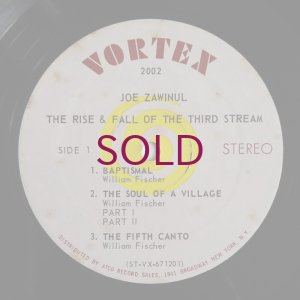 VORTEX
2002
JOE ZAWINUL
THE RISE & FALL OF THE THIRD STREAM
SIDE 1
STEREO
SOLD
1. BAPTISMAL
William Fischer
2. THE SOUL OF A VILLAGE
William Fischer
PART I
PART II
3. THE FIFTH CANTO
William Fischer
(ST-VX-671201)
DISTRIBUTED BY ATCO RECORD SALES, 1841 BROADWAY NEW YORK, N.Y.